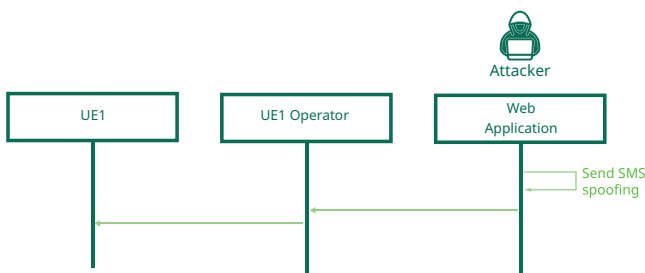 Attacker
UE1
UE1 Operator
Web
Application
Send SMS
spoofing